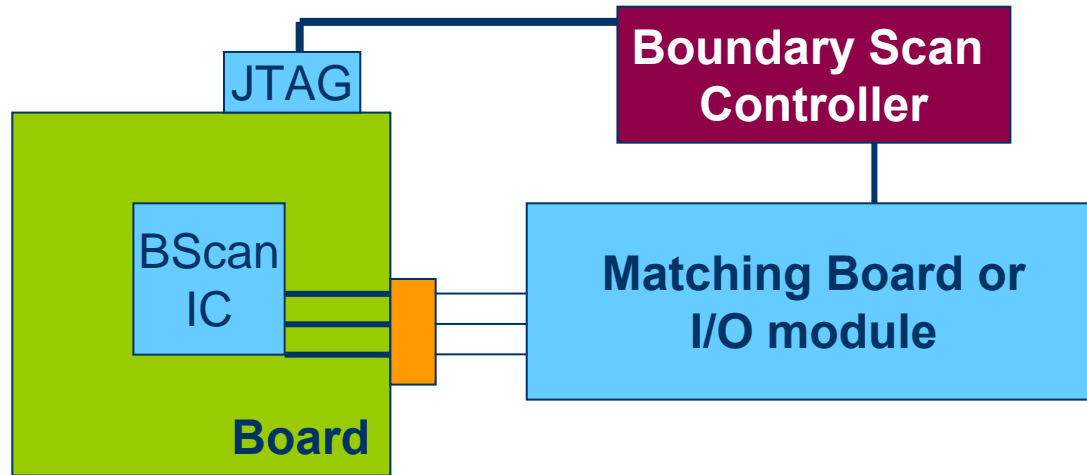 Boundary Scan
Controller
JTAG
BScan
IC
Matching Board or
I/O module
Board